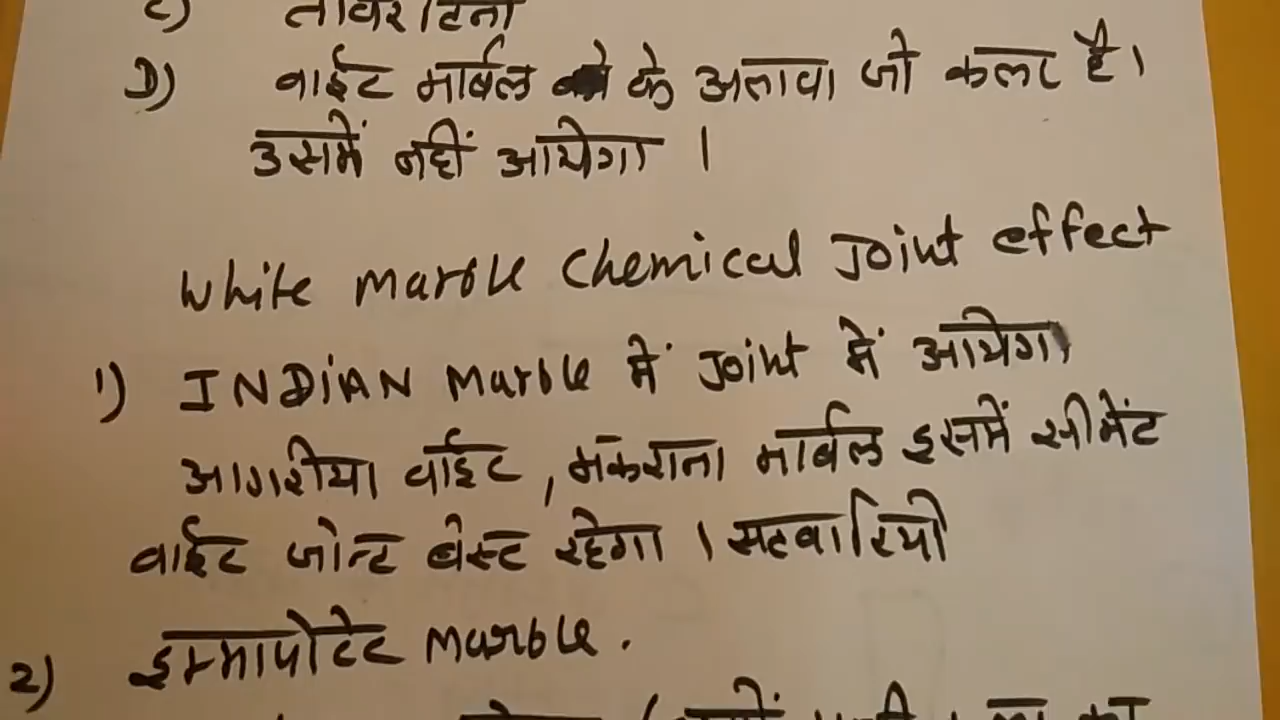 C)
D) वाईट मार्बल के अलावा जो कलर है।
उसमें नहीं आयेगा ।
White Marble Chemical Joint effect
1) INDiAN Marble में Joint में आयेगा
आगरीया वाईट, मकराना मार्बल इसमें सीमेंट
वाईट जोन्ट बेस्ट रहेगा । सटवारियो
2) इम्मापोटेट Marble.